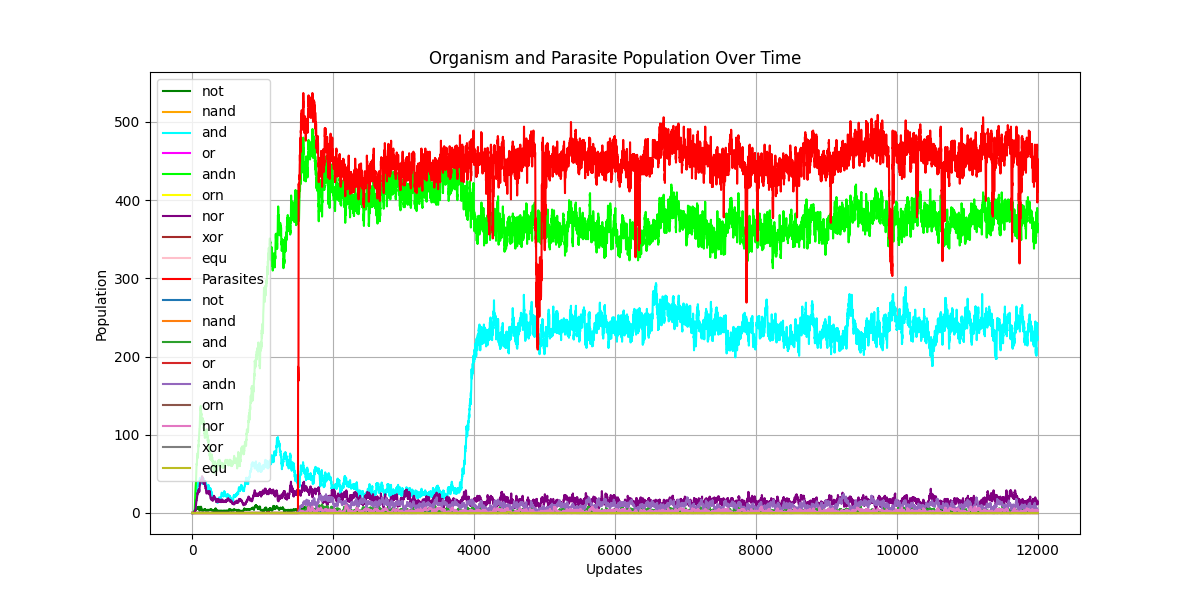 Organism and Parasite Population Over Time
Population
500
400
300
200
100
0
not
nand
and
or
andn
orn
nor
xor
equ
Parasites
not
nand
and
or
andn
orn
nor
xor
equ
0 2000 4000 6000 8000 10000 12000
Updates